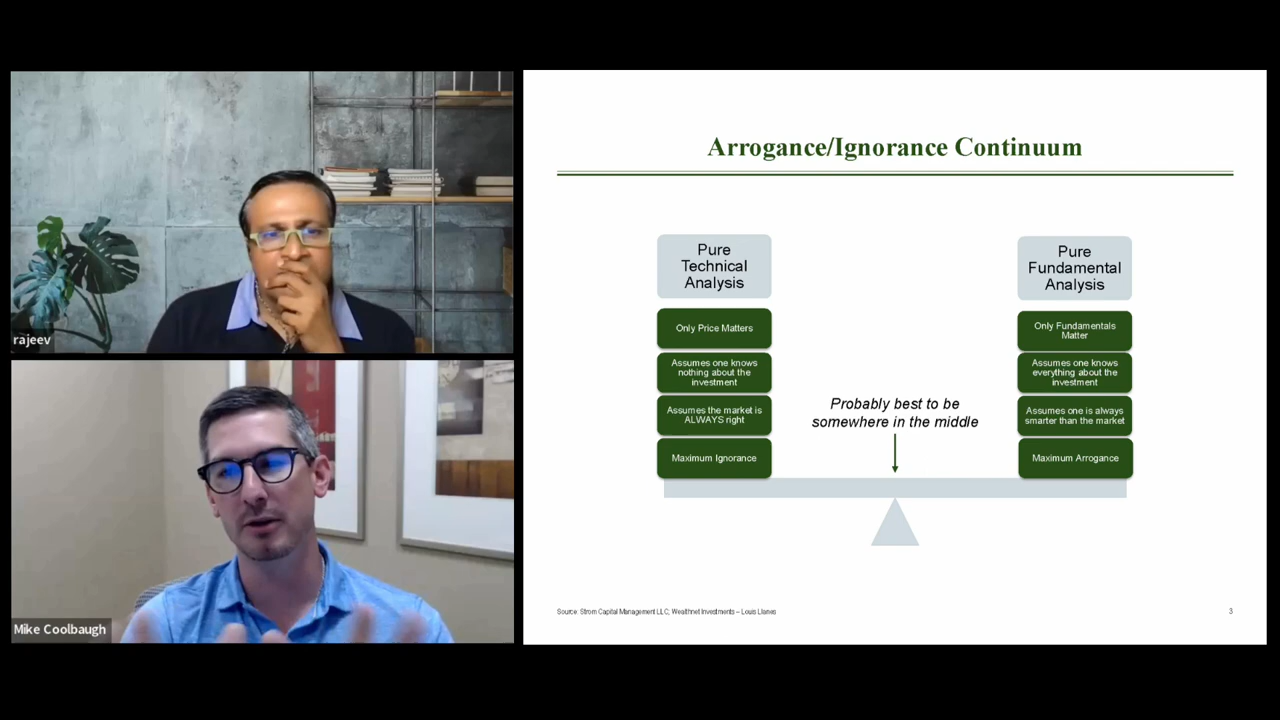 rajeev
Mike Coolbaugh
Arrogance/Ignorance Continuum
Pure
Technical
Analysis
Only Price Matters
Assumes one knows
nothing about the
investment
Assumes the market is
ALWAYS right
Maximum Ignorance
Probably best to be
somewhere in the middle
Pure
Fundamental
Analysis
Only Fundamentals
Matter
Assumes one knows
everything about the
investment
Assumes one is always
smarter than the market
Maximum Arrogance
Source: Strom Capital Management LLC; Wealthnet Investments – Louis Llanes
3